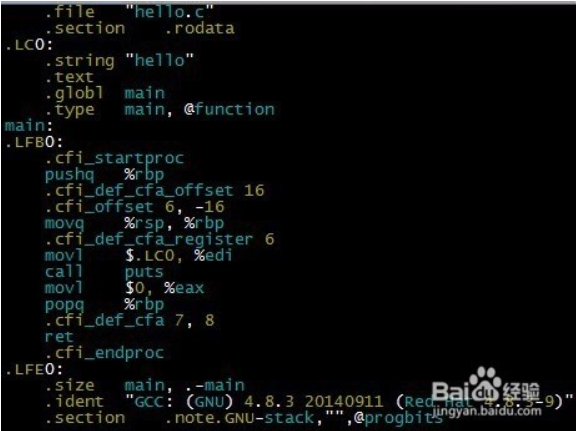 .file "hello.c"
.section .rodata
.LC0:
.string "hello"
.text
.globl main
.type main, @function
main:
.LFB0:
.cfi_startproc
pushq %rbp
.cfi_def_cfa_offset 16
.cfi_offset 6, -16
movq %rsp, %rbp
.cfi_def_cfa_register 6
movl $.LC0, %edi
call puts
movl $0, %eax
popq %rbp
.cfi_def_cfa 7, 8
ret
.cfi_endproc
.LFE0:
.size main, .-main
.ident "GCC: (GNU) 4.8.3 20140911 (Red Hat 4.8.3-9)"
.section .note.GNU-stack,"",@progbits
Baidu 经验
jingyan.baidu.com